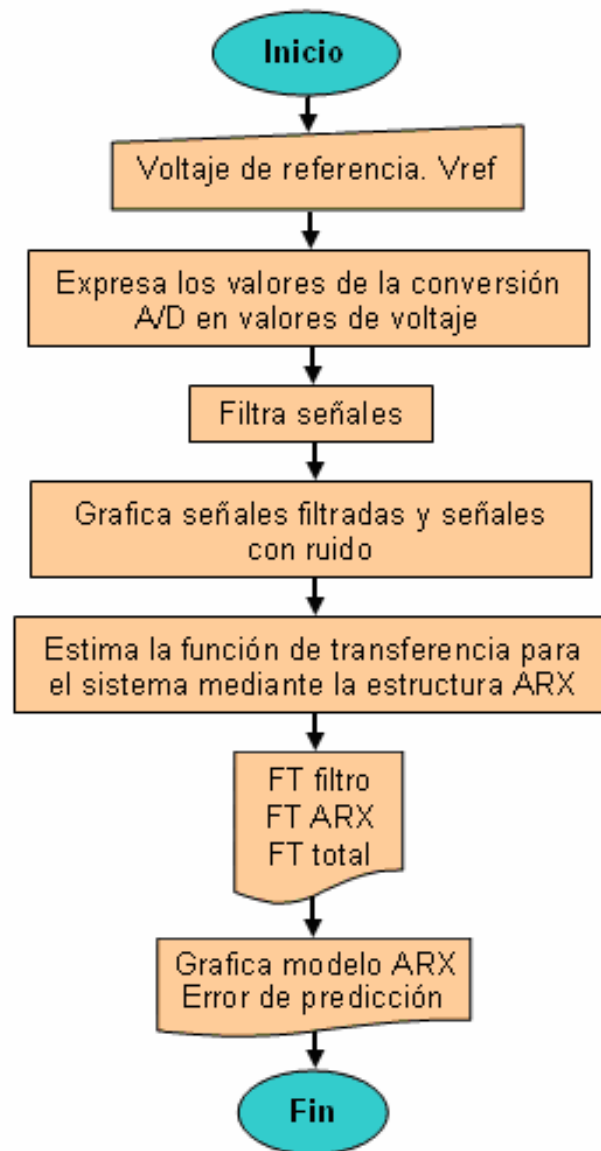 Inicio
Voltaje de referencia. Vref
Expresa los valores de la conversión
A/D en valores de voltaje
Filtra señales
Grafica señales filtradas y señales
con ruido
Estima la función de transferencia para
el sistema mediante la estructura ARX
FT filtro
FT ARX
FT total
Grafica modelo ARX
Error de predicción
Fin